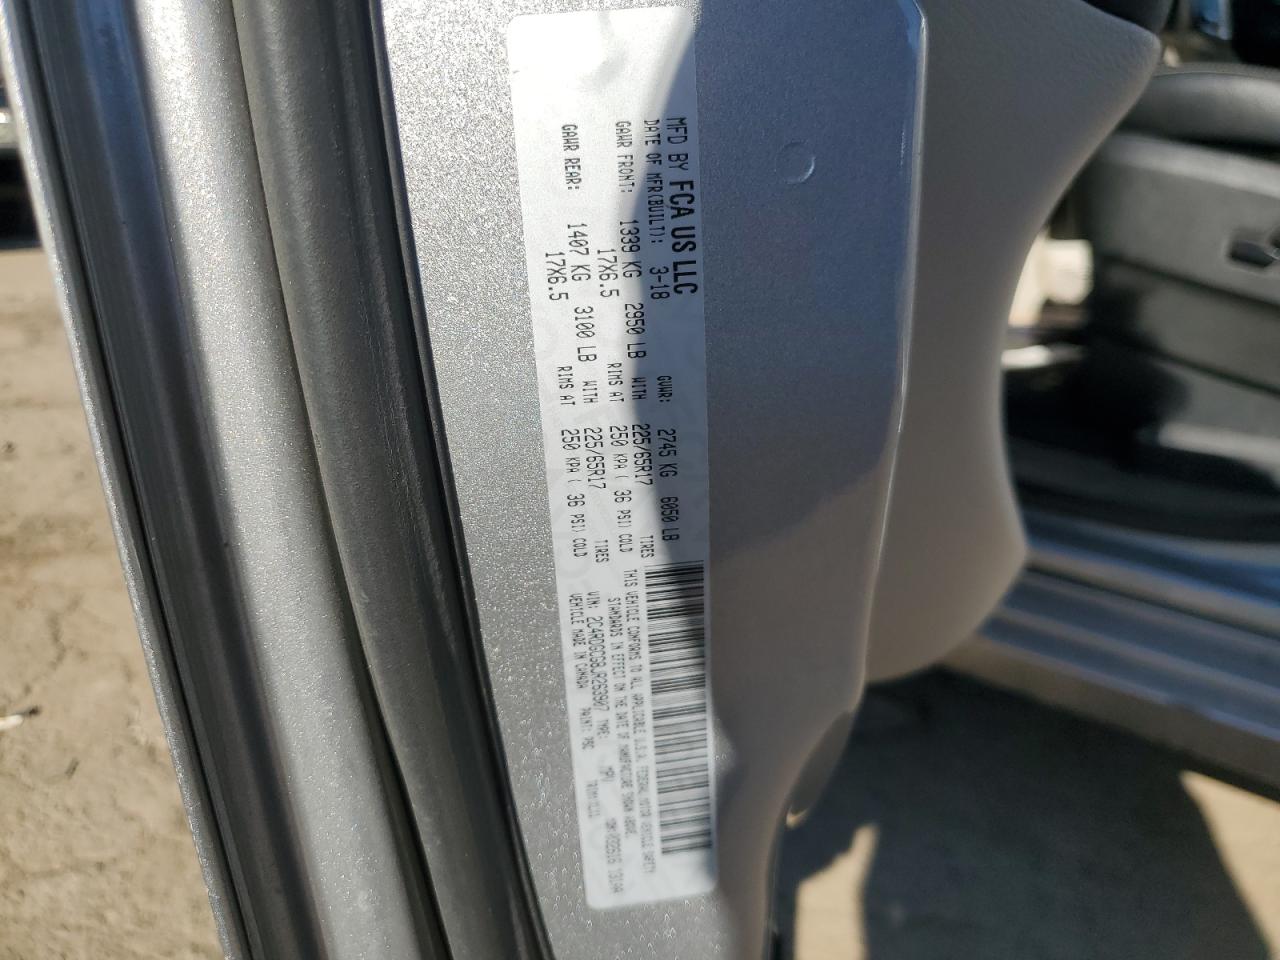 MFD BY FCA US LLC
DATE OF MFR(BUILT): 3-18 GVWR: 2745 KG 6050 LB
GAWR FRONT: 1339 KG 2950 LB WITH 225/65R17 TIRES
17X6.5 RIMS AT 250 KPA( 36 PSI) COLD
GAWR REAR: 1407 KG 3100 LB WITH 225/65R17 TIRES
17X6.5 RIMS AT 250 KPA( 36 PSI) COLD
THIS VEHICLE CONFORMS TO ALL APPLICABLE U.S.A. FEDERAL MOTOR VEHICLE SAFETY
STANDARDS IN EFFECT ON THE DATE OF MANUFACTURE SHOWN ABOVE.
VIN: 2C4RDGCG8JR263907 TYPE: MPV
VEHICLE MADE IN CANADA PAINT: PSC